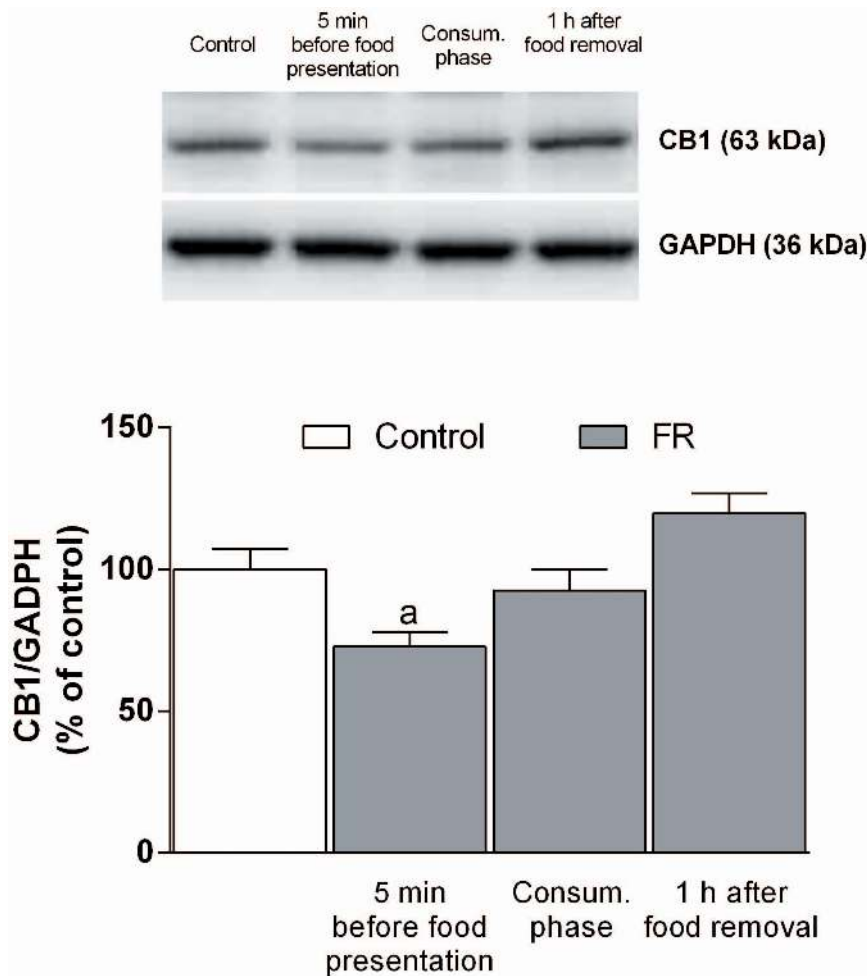 Control
5 min
before food
presentation
Consum.
phase
1 h after
food removal
CB1 (63 kDa)
GAPDH (36 kDa)
CB1/GADPH
(% of control)
150
100
50
0
Control
FR
a
5 min
before food
presentation
Consum.
phase
1 h after
food removal